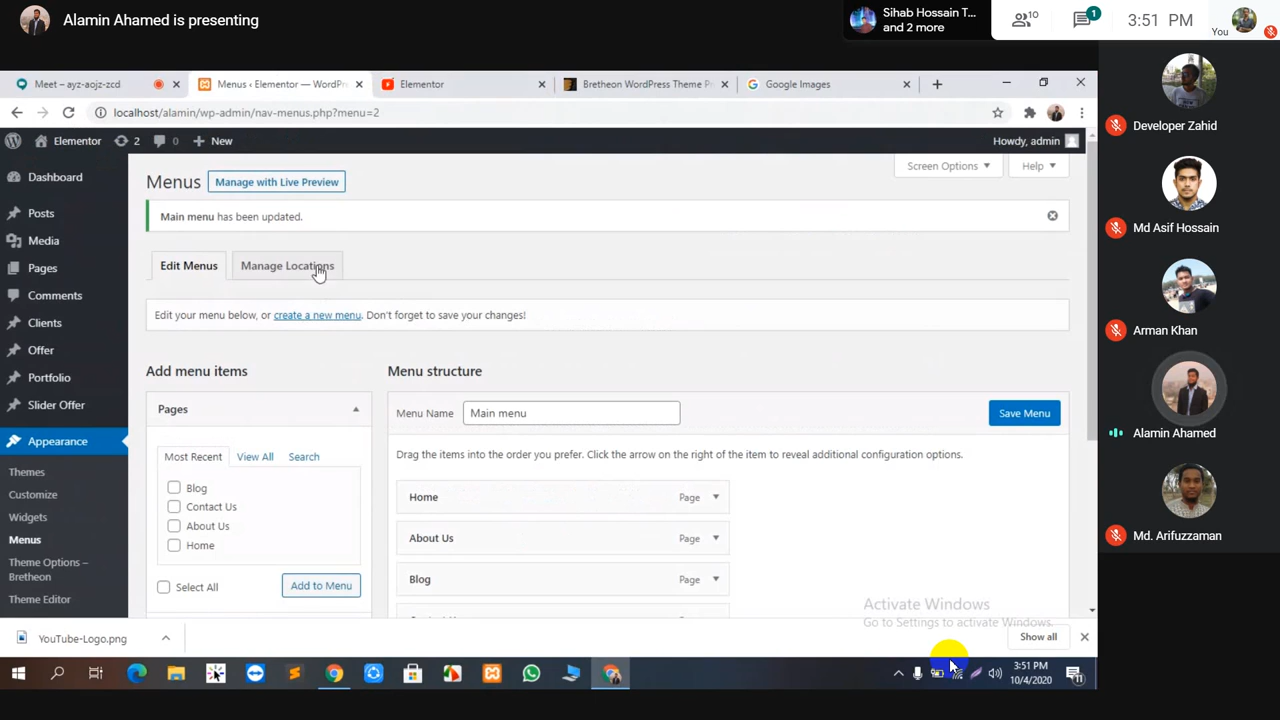 Alamin Ahamed is presenting
Sihab Hossain T...
and 2 more
10
1
3:51 PM
You
Meet – ayz-aojz-zcd
Menus ‹ Elementor — WordPr
Elementor
Bretheon WordPress Theme P
Google Images
localhost/alamin/wp-admin/nav-menus.php?menu=2
Elementor
2
0
New
Howdy, admin
Dashboard
Posts
Media
Pages
Comments
Clients
Offer
Portfolio
Slider Offer
Appearance
Themes
Customize
Widgets
Menus
Theme Options –
Bretheon
Theme Editor
Screen Options
Help
Menus
Manage with Live Preview
Main menu has been updated.
Edit Menus
Manage Locations
Edit your menu below, or create a new menu. Don't forget to save your changes!
Add menu items
Pages
Most Recent
View All
Search
Blog
Contact Us
About Us
Home
Select All
Add to Menu
Menu structure
Menu Name
Main menu
Save Menu
Drag the items into the order you prefer. Click the arrow on the right of the item to reveal additional configuration options.
Home
Page
About Us
Page
Blog
Page
Activate Windows
Go to Settings to activate Windows.
YouTube-Logo.png
Show all
3:51 PM
10/4/2020
11
Developer Zahid
Md Asif Hossain
Arman Khan
Alamin Ahamed
Md. Arifuzzaman